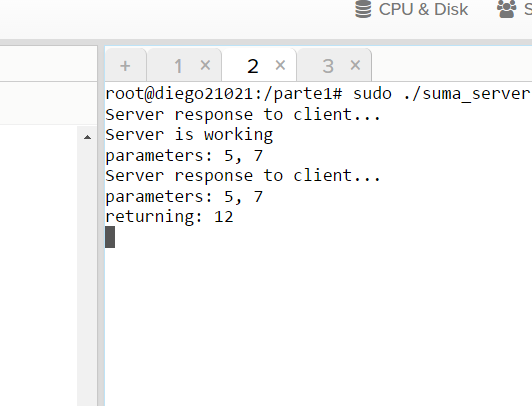 CPU & Disk
+ 1 × 2 × 3 ×
root@diego21021:/parte1# sudo ./suma_server
Server response to client...
Server is working
parameters: 5, 7
Server response to client...
parameters: 5, 7
returning: 12